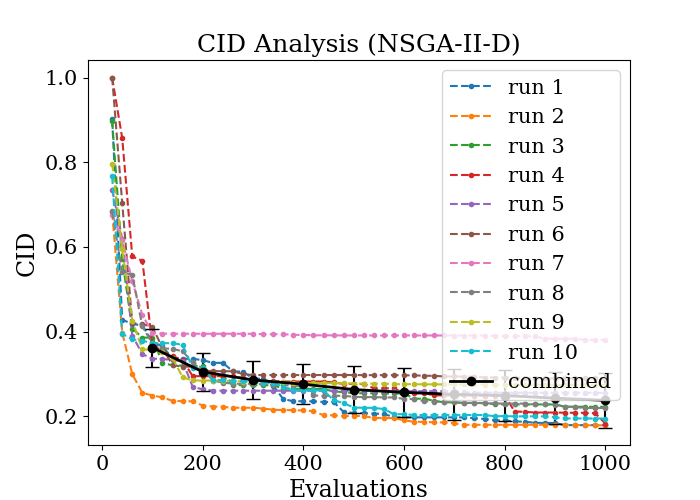 CID Analysis (NSGA-II-D)
CID
1.0
0.8
0.6
0.4
0.2
0
200
400
600
800
1000
Evaluations
run 1
run 2
run 3
run 4
run 5
run 6
run 7
run 8
run 9
run 10
combined